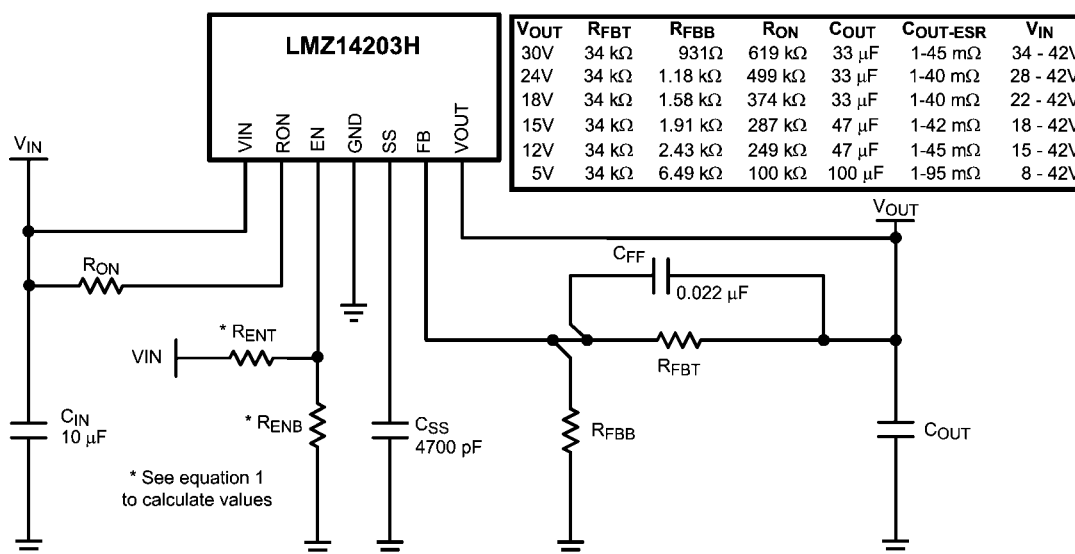 LMZ14203H
VIN
RON
EN
GND
SS
FB
VOUT
VOUT RFBT RFBB RON COUT COUT-ESR VIN
30V 34 kΩ 931Ω 619 kΩ 33 μF 1-45 mΩ 34 - 42V
24V 34 kΩ 1.18 kΩ 499 kΩ 33 μF 1-40 mΩ 28 - 42V
18V 34 kΩ 1.58 kΩ 374 kΩ 33 μF 1-40 mΩ 22 - 42V
15V 34 kΩ 1.91 kΩ 287 kΩ 47 μF 1-42 mΩ 18 - 42V
12V 34 kΩ 2.43 kΩ 249 kΩ 47 μF 1-45 mΩ 15 - 42V
5V 34 kΩ 6.49 kΩ 100 kΩ 100 μF 1-95 mΩ 8 - 42V
VIN
VOUT
RON
CFF
0.022 μF
* RENT
VIN
RFBT
* RENB
CIN
10 μF
CSS
4700 pF
RFBB
COUT
* See equation 1
to calculate values